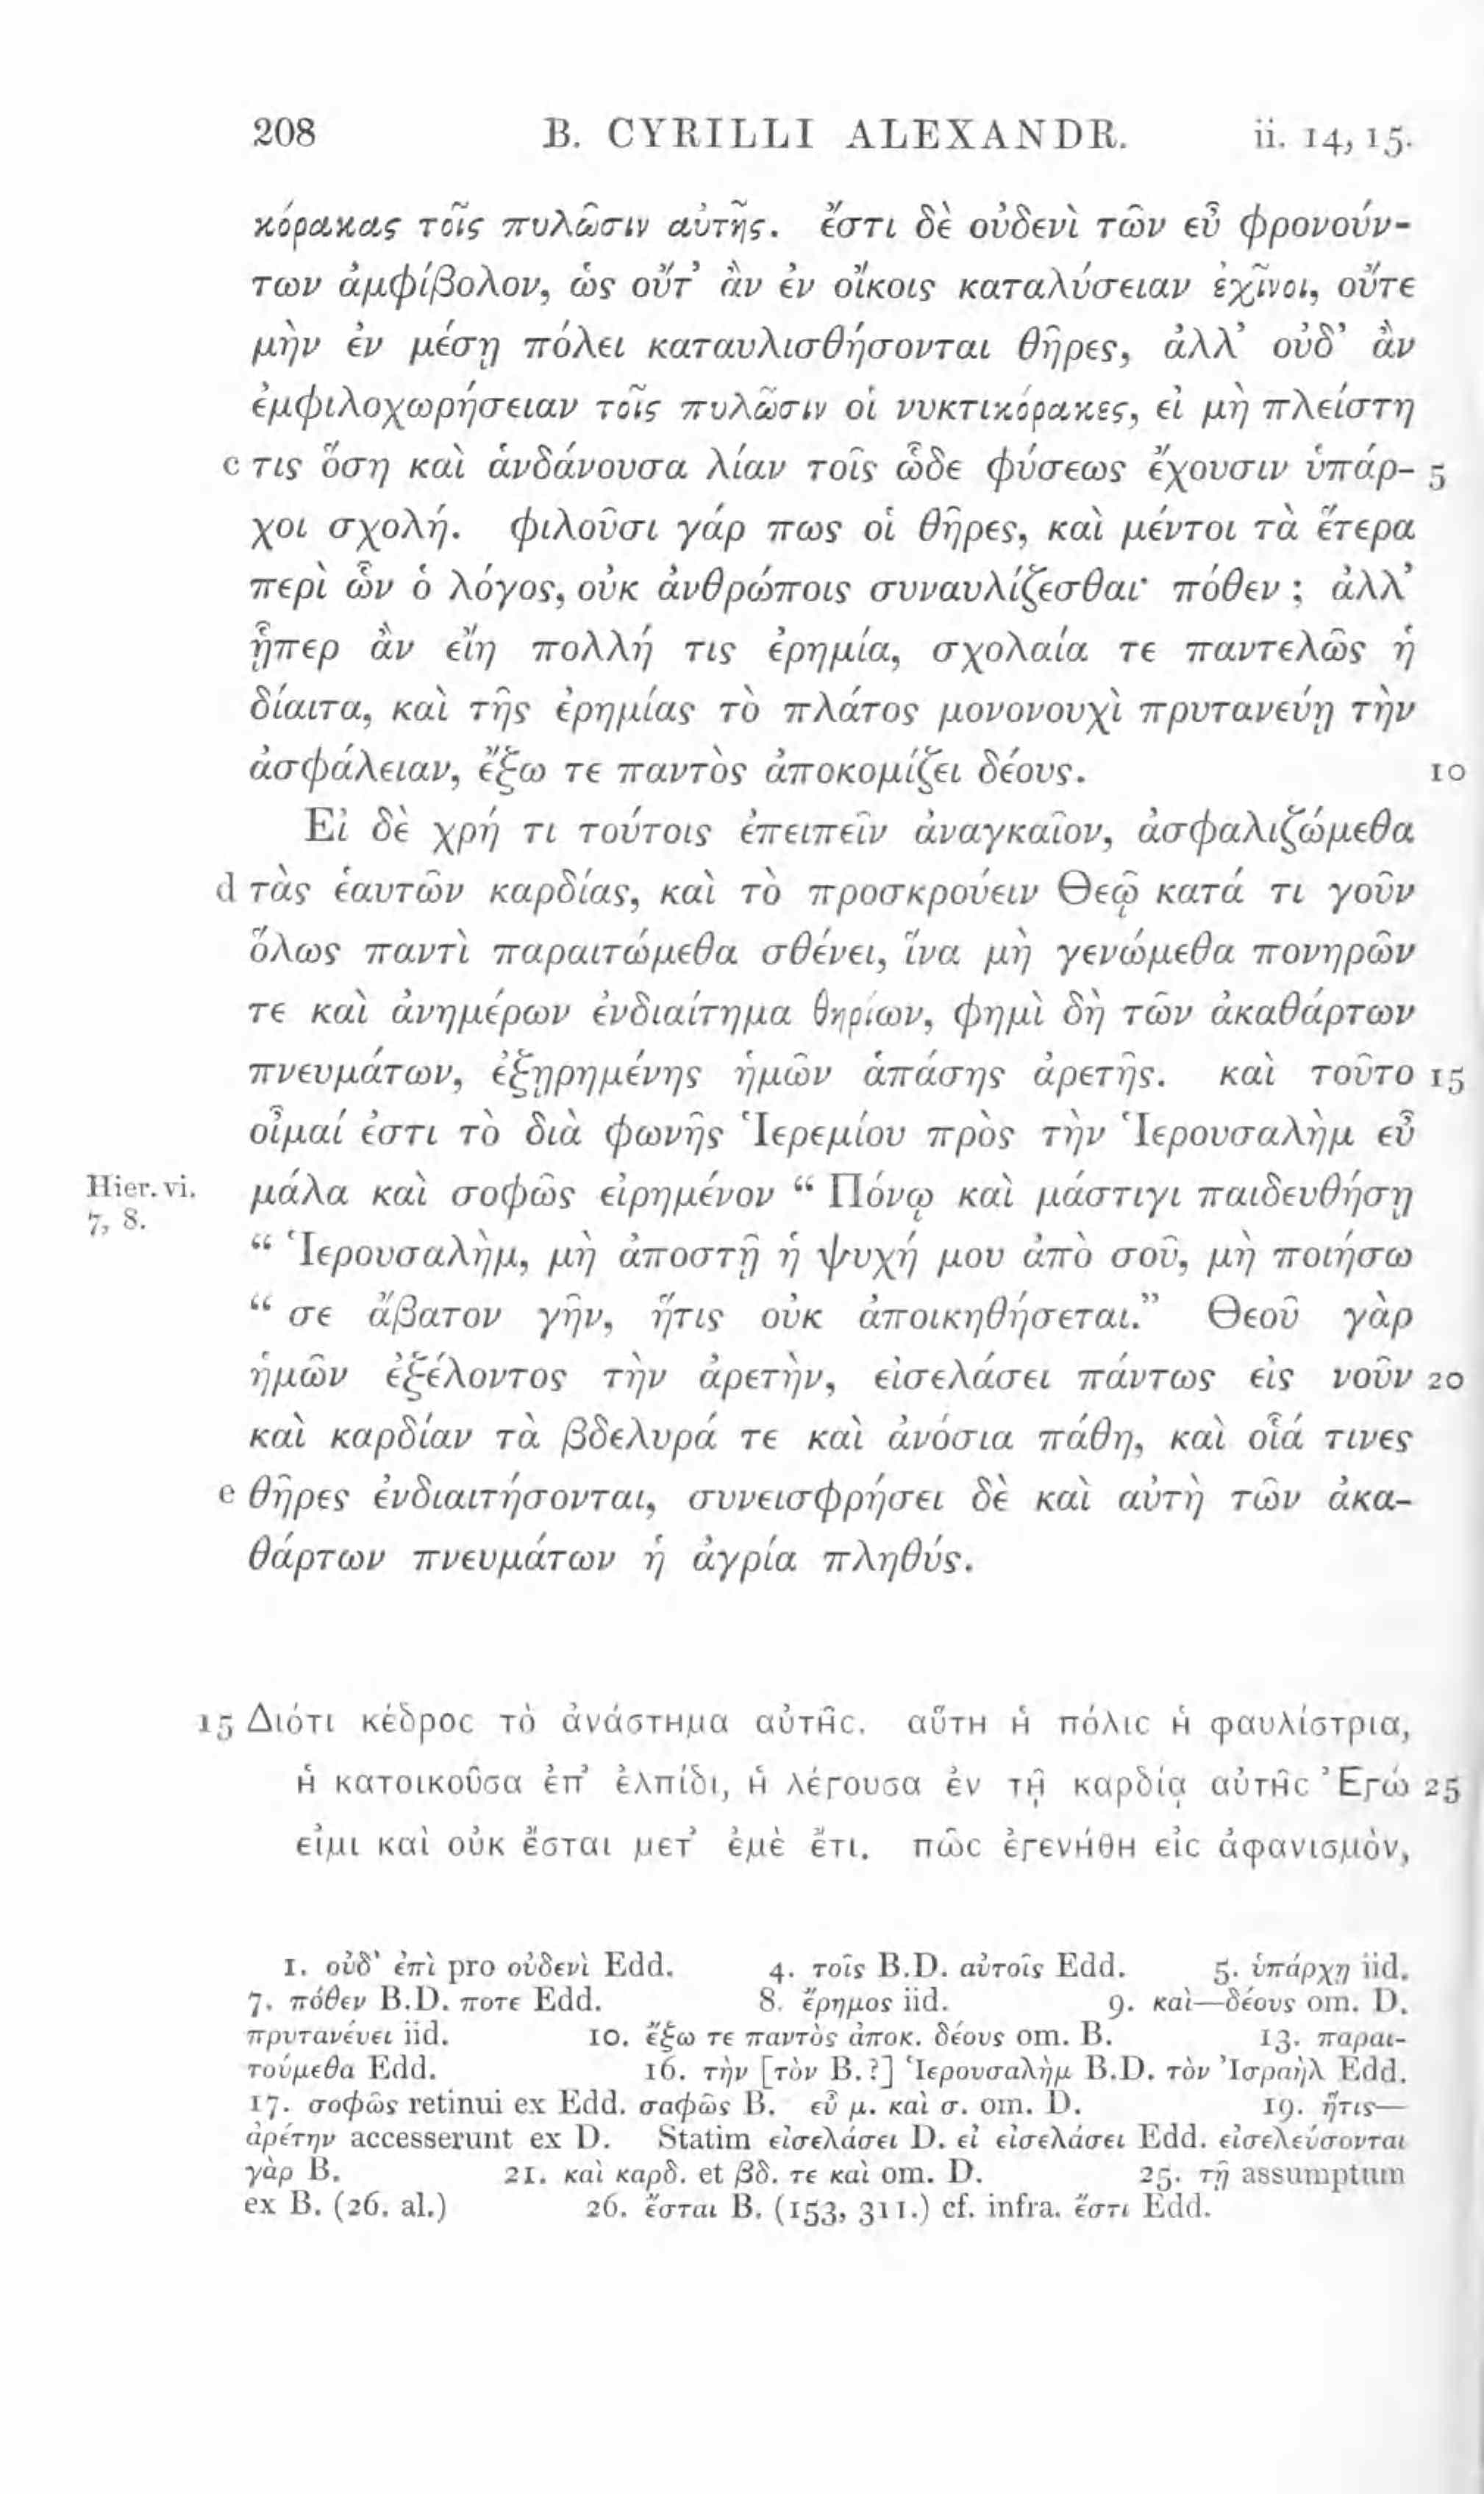 208 B. CYRILLI ALEXANDR. ii. 14, 15.
κόρακας τοῖς πυλῶσιν αὐτῆς. ἔστι δὲ οὐδενὶ τῶν εὖ φρονούν-
των ἀμφίβολον, ὡς οὔτ’ ἂν ἐν οἴκοις καταλύσειαν ἐχῖνοι, οὔτε
μὴν ἐν μέσῃ πόλει καταυλισθήσονται θῆρες, ἀλλ’ οὐδ’ ἂν
ἐμφιλοχωρήσειαν τοῖς πυλῶσιν οἱ νυκτικόρακες, εἰ μὴ πλείστη
c τις ὅση καὶ ἁνδάνουσα λίαν τοῖς ὧδε φύσεως ἔχουσιν ὑπάρ- 5
χοι σχολή. φιλοῦσι γάρ πως οἱ θῆρες, καὶ μέντοι τὰ ἕτερα
περὶ ὧν ὁ λόγος, οὐκ ἀνθρώποις συναυλίζεσθαι· πόθεν; ἀλλ’
ᾗπερ ἂν εἴη πολλή τις ἐρημία, σχολαία τε παντελῶς ἡ
δίαιτα, καὶ τῆς ἐρημίας τὸ πλάτος μονονουχὶ πρυτανεύῃ τὴν
ἀσφάλειαν, ἔξω τε παντὸς ἀποκομίζει δέους. 10
Εἰ δὲ χρή τι τούτοις ἐπειπεῖν ἀναγκαῖον, ἀσφαλιζώμεθα
d τὰς ἑαυτῶν καρδίας, καὶ τὸ προσκρούειν Θεῷ κατά τι γοῦν
ὅλως παντὶ παραιτώμεθα σθένει, ἵνα μὴ γενώμεθα πονηρῶν
τε καὶ ἀνημέρων ἐνδιαίτημα θηρίων, φημὶ δὴ τῶν ἀκαθάρτων
πνευμάτων, ἐξῃρημένης ἡμῶν ἁπάσης ἀρετῆς. καὶ τοῦτο 15
οἶμαί ἐστι τὸ διὰ φωνῆς Ἱερεμίου πρὸς τὴν Ἱερουσαλὴμ εὖ
Hier. vi. 7, 8. μάλα καὶ σοφῶς εἰρημένον “ Πόνῳ καὶ μάστιγι παιδευθήσῃ
“ Ἱερουσαλὴμ, μὴ ἀποστῇ ἡ ψυχή μου ἀπὸ σοῦ, μὴ ποιήσω
“ σε ἄβατον γῆν, ἥτις οὐκ ἀποικηθήσεται.” Θεοῦ γὰρ
ἡμῶν ἐξέλοντος τὴν ἀρετὴν, εἰσελάσει πάντως εἰς νοῦν 20
καὶ καρδίαν τὰ βδελυρά τε καὶ ἀνόσια πάθη, καὶ οἷά τινες
e θῆρες ἐνδιαιτήσονται, συνεισφρήσει δὲ καὶ αὐτὴ τῶν ἀκα-
θάρτων πνευμάτων ἡ ἀγρία πληθύς.
15 Διότι κέδρος τὸ ἀνάστημα αὐτῆς. αὕτη ἡ πόλις ἡ φαυλίστρια,
ἡ κατοικοῦσα ἐπ’ ἐλπίδι, ἡ λέγουσα ἐν τῇ καρδίᾳ αὐτῆς Ἐγώ 25
εἰμι καὶ οὐκ ἔσται μετ’ ἐμὲ ἔτι. πῶς ἐγενήθη εἰς ἀφανισμὸν,
1. οὐδ’ ἐπὶ pro οὐδενὶ Edd. 4. τοῖς B.D. αὐτοῖς Edd. 5. ὑπάρχῃ iid.
7. πόθεν B.D. ποτε Edd. 8. ἔρημος iid. 9. καὶ—δέους om. D.
πρυτανεύει iid. 10. ἔξω τε παντὸς ἀποκ. δέους om. B. 13. παραι-
τούμεθα Edd. 16. τὴν [τὸν B.?] Ἱερουσαλὴμ B.D. τὸν Ἰσραὴλ Edd.
17. σοφῶς retinui ex Edd. σαφῶς B. εὖ μ. καὶ σ. om. D. 19. ἥτις—
ἀρέτην accesserunt ex D. Statim εἰσελάσει D. εἰ εἰσελάσει Edd. εἰσελεύσονται
γὰρ B. 21. καὶ καρδ. et βδ. τε καὶ om. D. 25. τῇ assumptum
ex B. (26. al.) 26. ἔσται B. (153, 311.) cf. infra. ἔστι Edd.